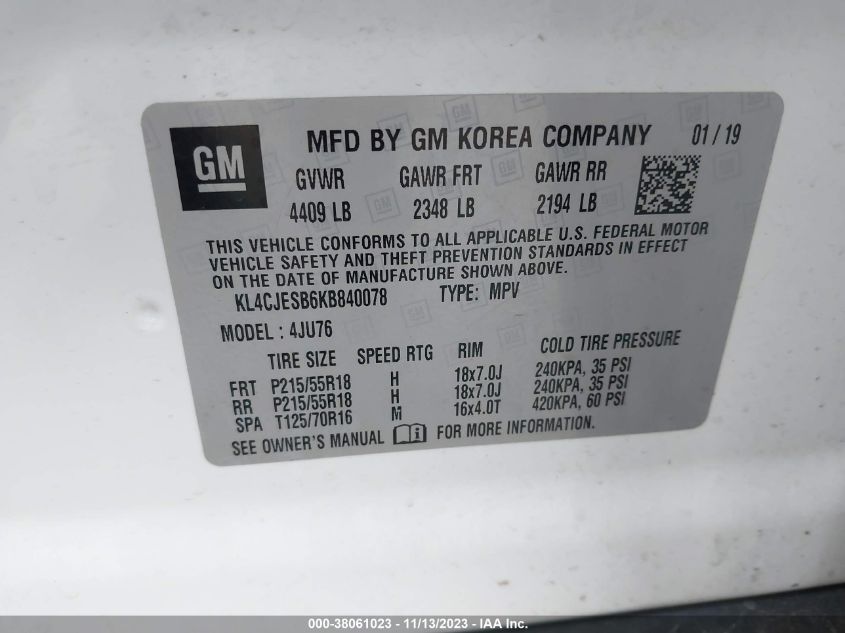 GM
MFD BY GM KOREA COMPANY 01/19
GVWR GAWR FRT GAWR RR
4409 LB 2348 LB 2194 LB
THIS VEHICLE CONFORMS TO ALL APPLICABLE U.S. FEDERAL MOTOR
VEHICLE SAFETY AND THEFT PREVENTION STANDARDS IN EFFECT
ON THE DATE OF MANUFACTURE SHOWN ABOVE.
KL4CJESB6KB840078 TYPE: MPV
MODEL : 4JU76
TIRE SIZE SPEED RTG RIM COLD TIRE PRESSURE
FRT P215/55R18 H 18x7.0J 240KPA, 35 PSI
RR P215/55R18 H 18x7.0J 240KPA, 35 PSI
SPA T125/70R16 M 16x4.0T 420KPA, 60 PSI
SEE OWNER'S MANUAL FOR MORE INFORMATION.
000-38061023 - 11/13/2023 - IAA Inc.